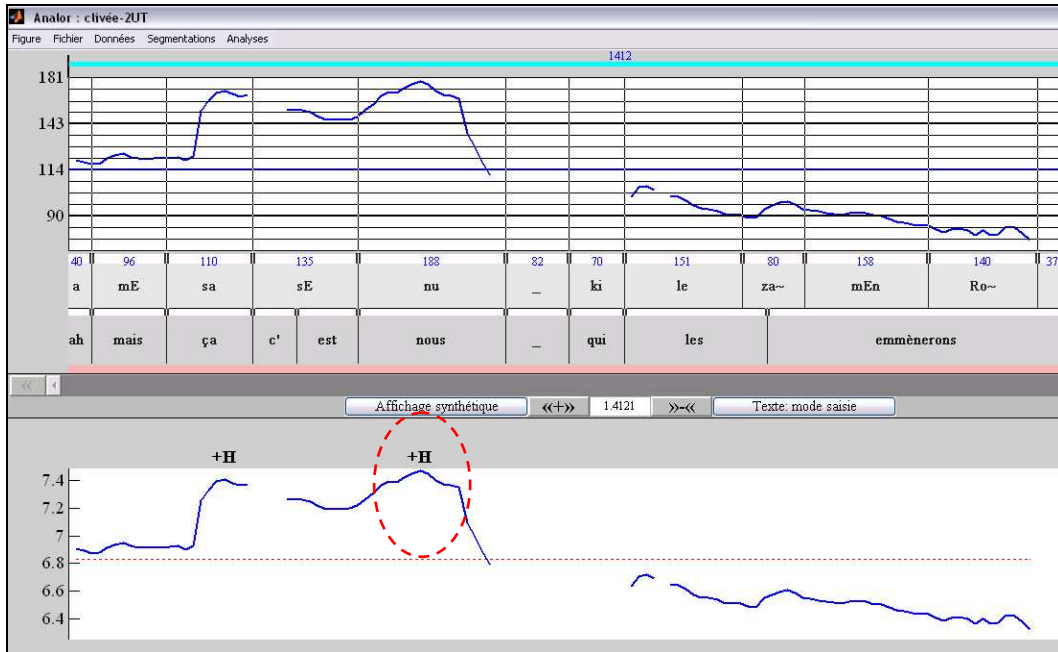 Analor : clivée-2UT
Figure Fichier Données Segmentations Analyses
1412
181
143
114
90
40 96 110 135 188 82 70 151 80 158 140 37
a mE sa sE nu _ ki le za~ mEn Ro~
ah mais ça c' est nous _ qui les emmènerons
Affichage synthétique «+» 1.4121 »-« Texte: mode saisie
+H +H
7.4
7.2
7
6.8
6.6
6.4